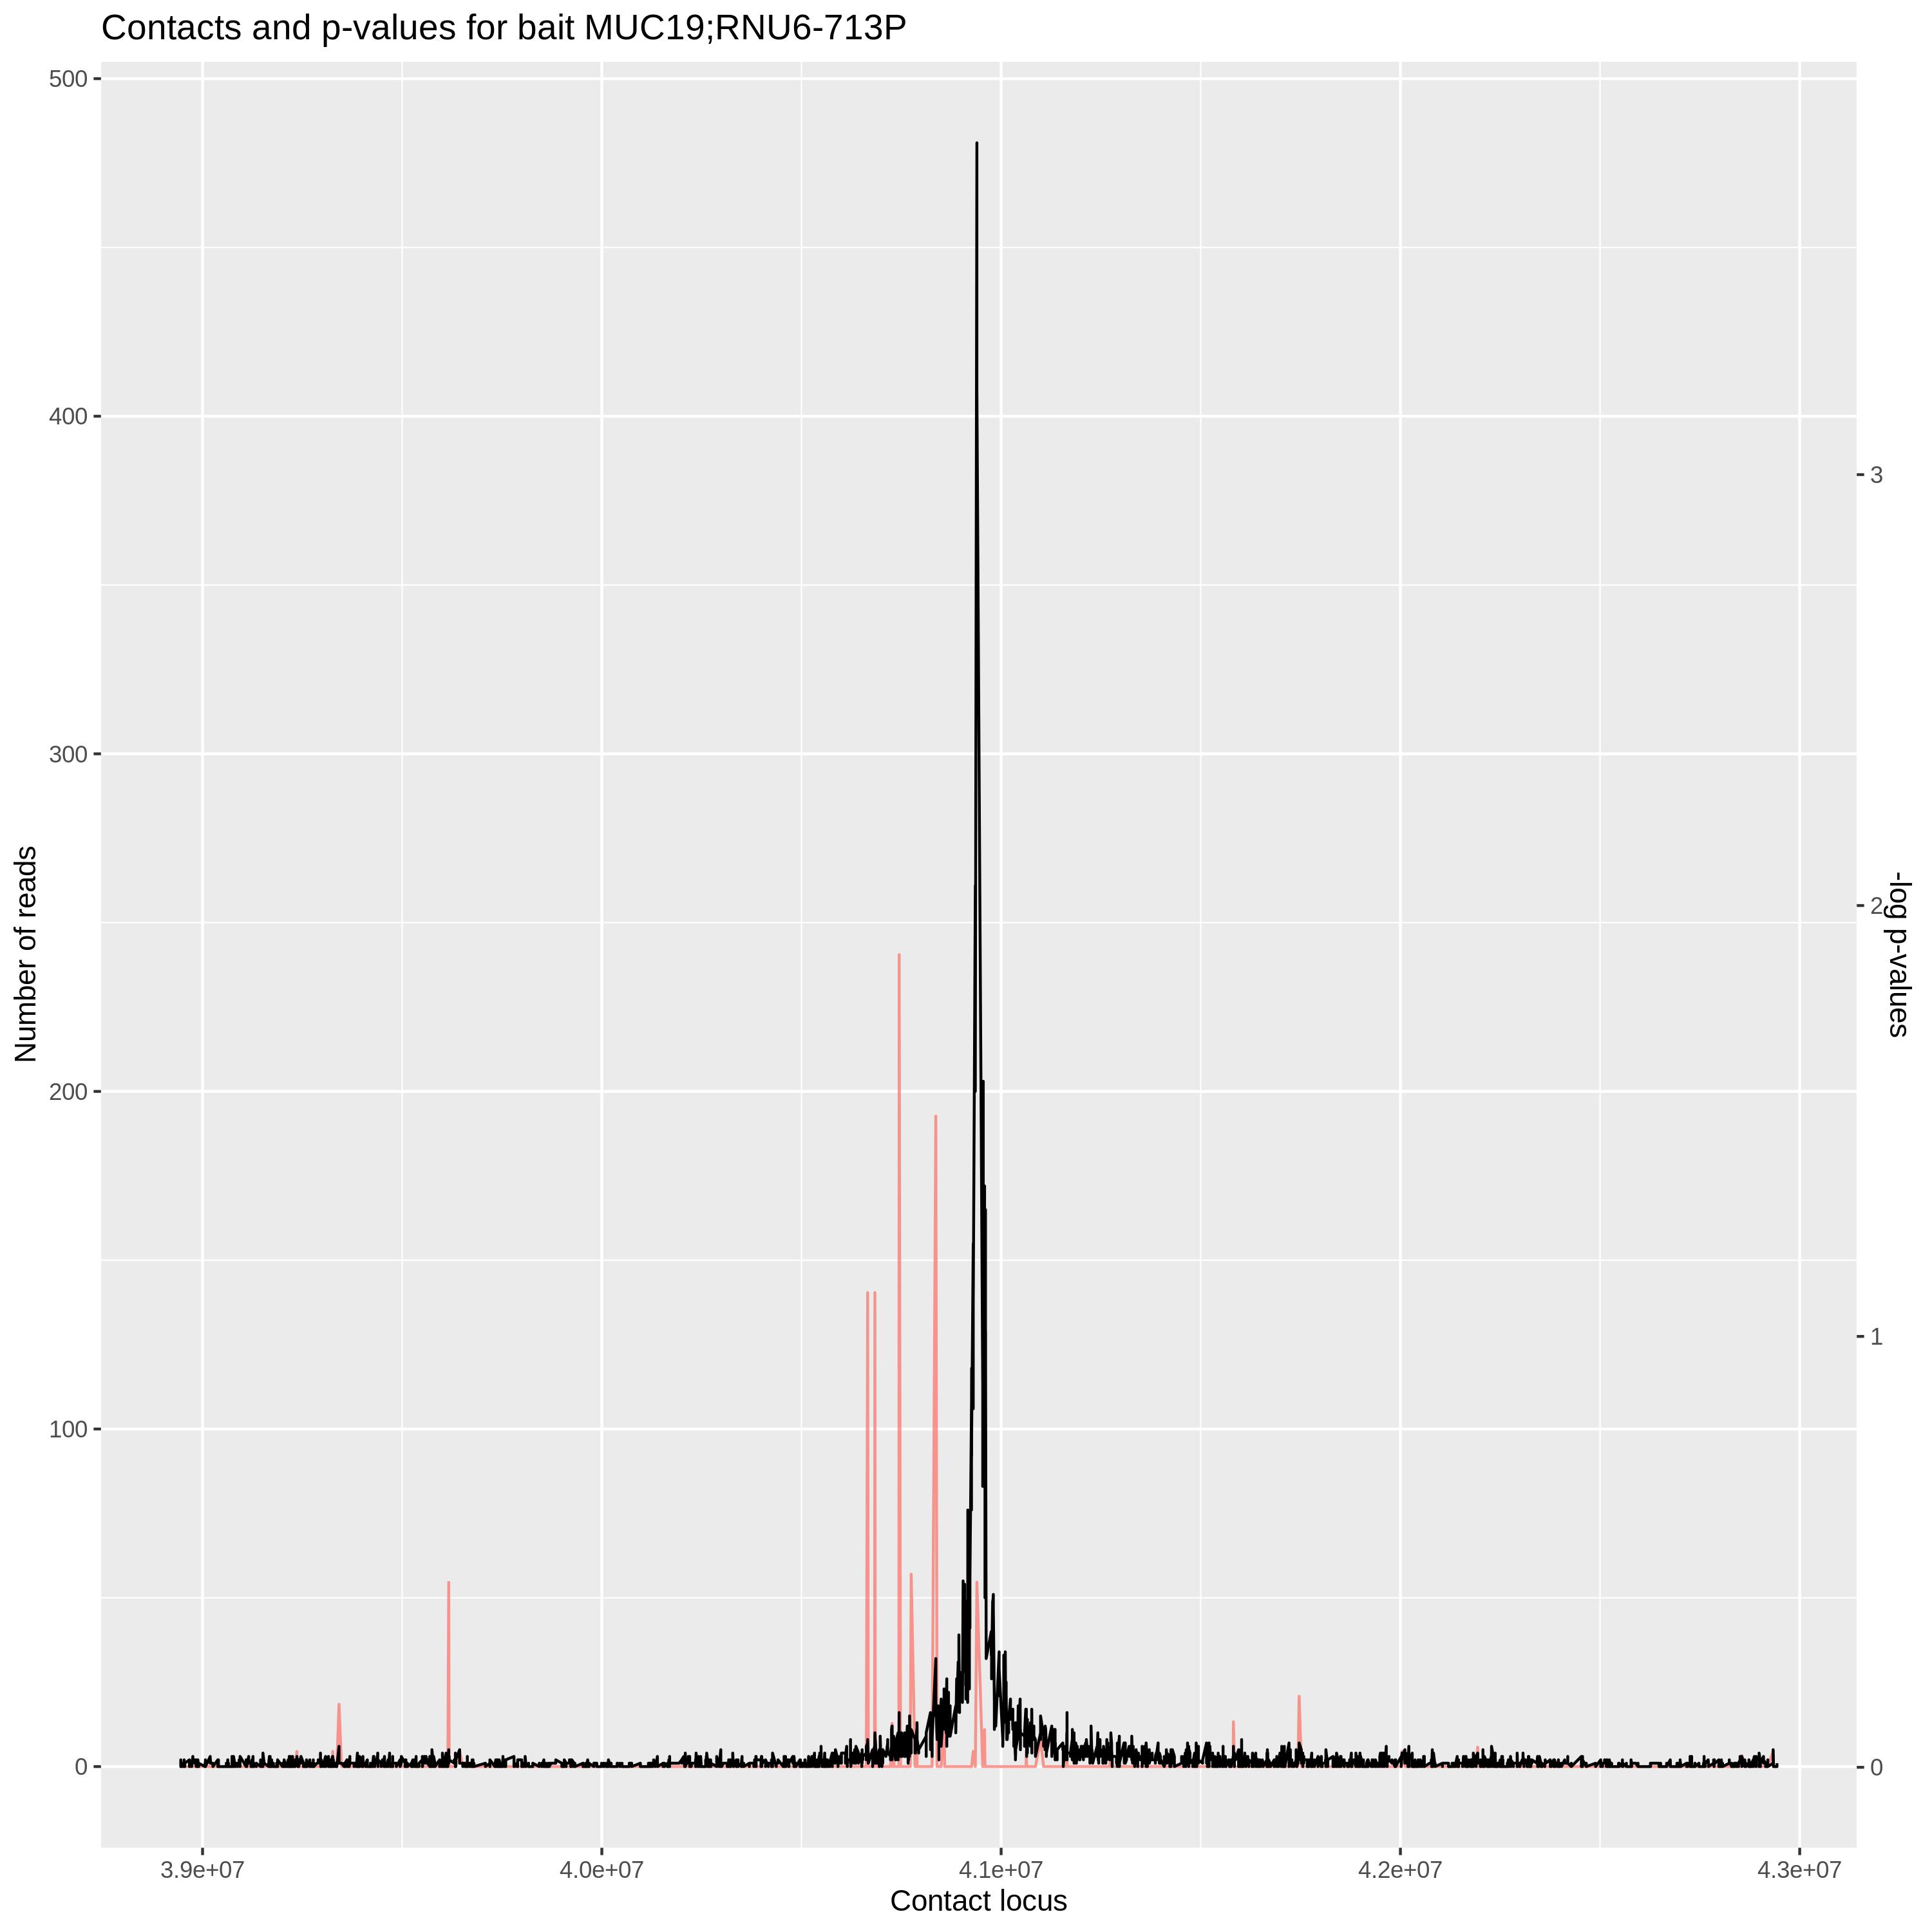 Contacts and p-values for bait MUC19;RNU6-713P
500
400
300
200
100
0
Number of reads
3
2
1
0
-log p-values
3.9e+07
4.0e+07
4.1e+07
4.2e+07
4.3e+07
Contact locus